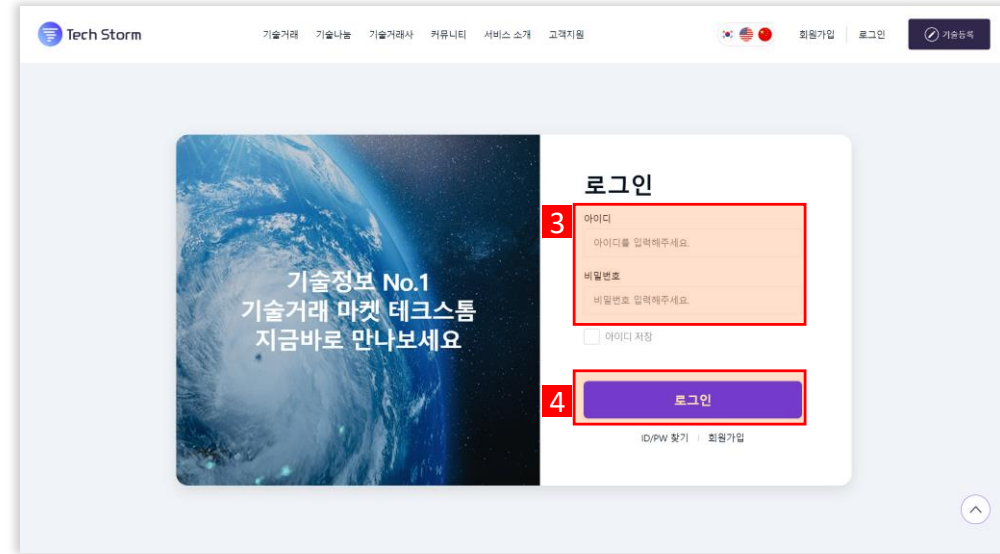 Tech Storm
기술거래 기술나눔 기술거래사 커뮤니티 서비스 소개 고객지원
회원가입 로그인
기술등록
로그인
3
아이디
아이디를 입력해주세요.
비밀번호
비밀번호 입력해주세요.
아이디 저장
4
로그인
ID/PW 찾기 | 회원가입
기술정보 No.1
기술거래 마켓 테크스톰
지금바로 만나보세요